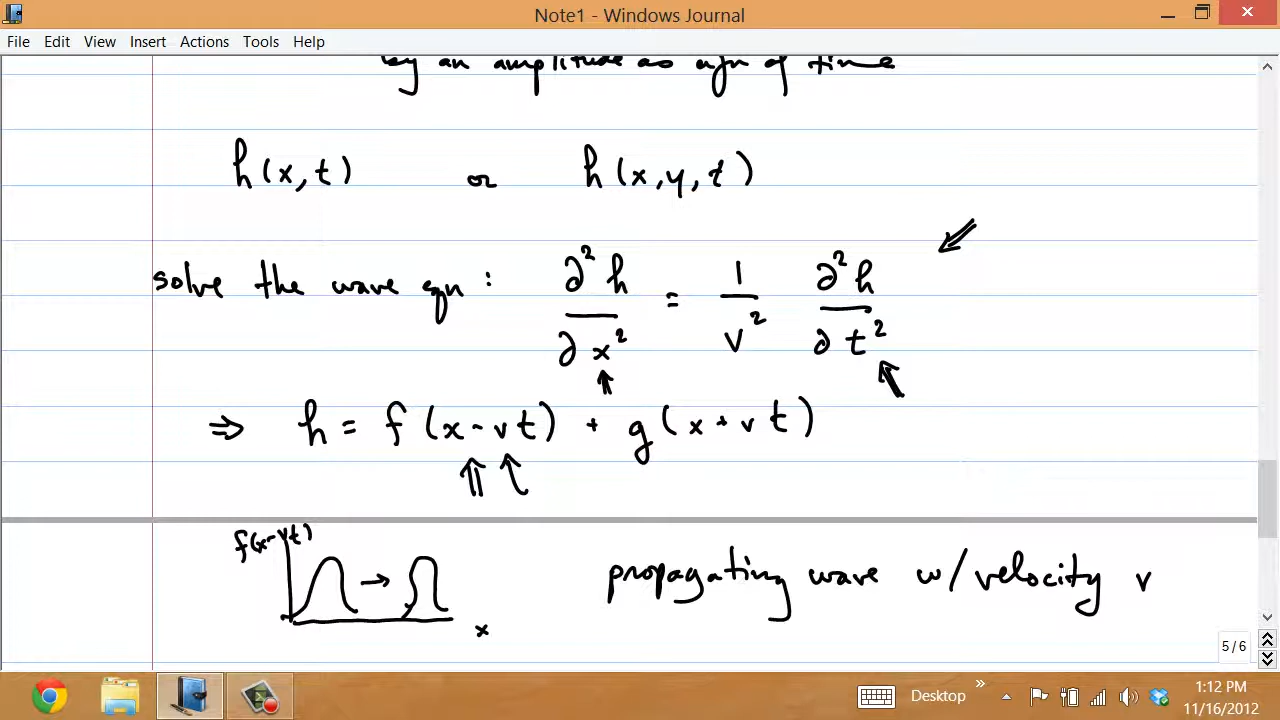 Note1 - Windows Journal
File Edit View Insert Actions Tools Help
by an amplitude as a fn of time
h(x,t) or h(x,y,t)
solve the wave eqn : ∂²h/∂x² = 1/v² ∂²h/∂t²
⇒ h = f(x-vt) + g(x+vt)
f(x-vt)
propagating wave w/ velocity v
x
5 / 6
Desktop
1:12 PM
11/16/2012